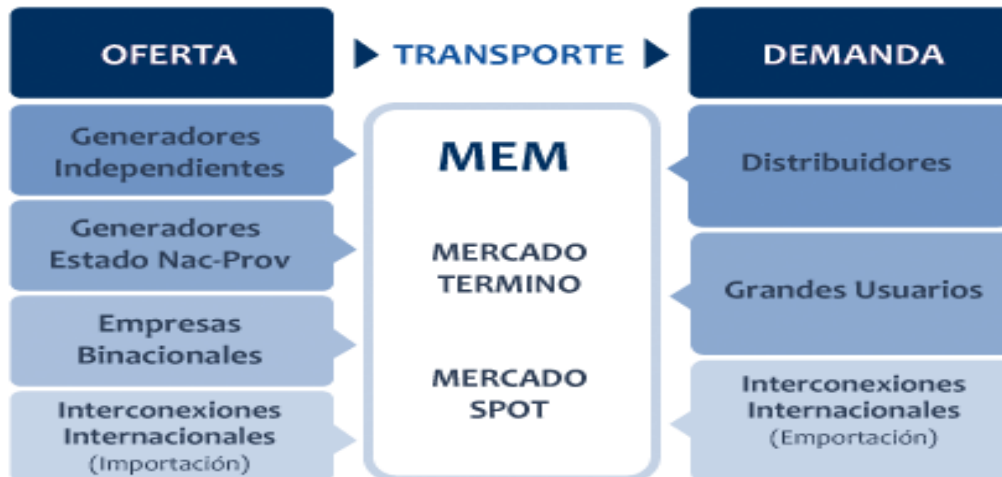 OFERTA
TRANSPORTE
DEMANDA
Generadores
Independientes
Generadores
Estado Nac-Prov
Empresas
Binacionales
Interconexiones
Internacionales
(Importación)
MEM
MERCADO
TERMINO
MERCADO
SPOT
Distribuidores
Grandes Usuarios
Interconexiones
Internacionales
(Emportación)